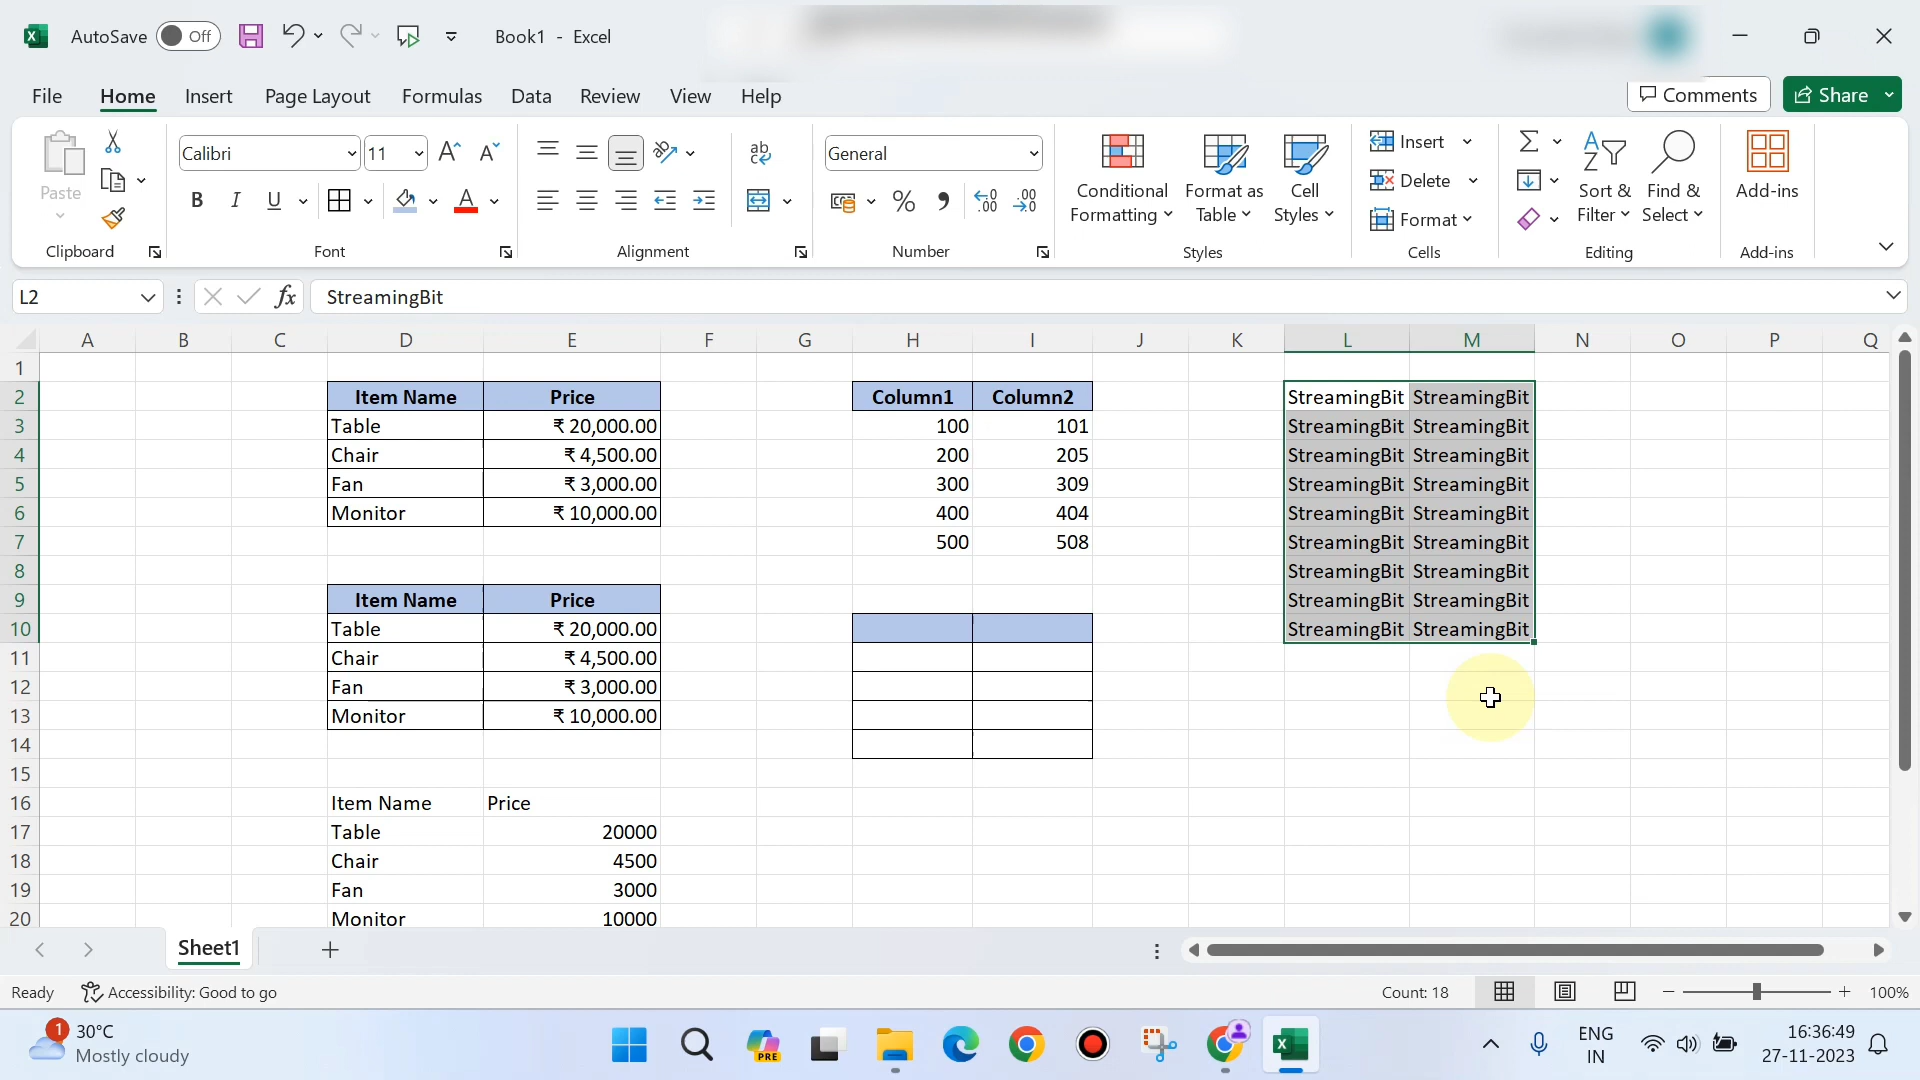 AutoSave Off Book1 - Excel
File Home Insert Page Layout Formulas Data Review View Help Comments Share
Paste Calibri 11 ab General Conditional Formatting Format as Table Cell Styles Insert Delete Format Sort & Filter Find & Select Add-ins
B I U A % .00
Clipboard Font Alignment Number Styles Cells Editing Add-ins
L2 fx StreamingBit
A B C D E F G H I J K L M N O P Q
1
2 Item Name Price Column1 Column2 StreamingBit StreamingBit
3 Table ₹ 20,000.00 100 101 StreamingBit StreamingBit
4 Chair ₹ 4,500.00 200 205 StreamingBit StreamingBit
5 Fan ₹ 3,000.00 300 309 StreamingBit StreamingBit
6 Monitor ₹ 10,000.00 400 404 StreamingBit StreamingBit
7 500 508 StreamingBit StreamingBit
8 StreamingBit StreamingBit
9 Item Name Price StreamingBit StreamingBit
10 Table ₹ 20,000.00 StreamingBit StreamingBit
11 Chair ₹ 4,500.00
12 Fan ₹ 3,000.00
13 Monitor ₹ 10,000.00
14
15
16 Item Name Price
17 Table 20000
18 Chair 4500
19 Fan 3000
20 Monitor 10000
Sheet1
Ready Accessibility: Good to go Count: 18 100%
1 30°C PRE ENG 16:36:49
Mostly cloudy IN 27-11-2023